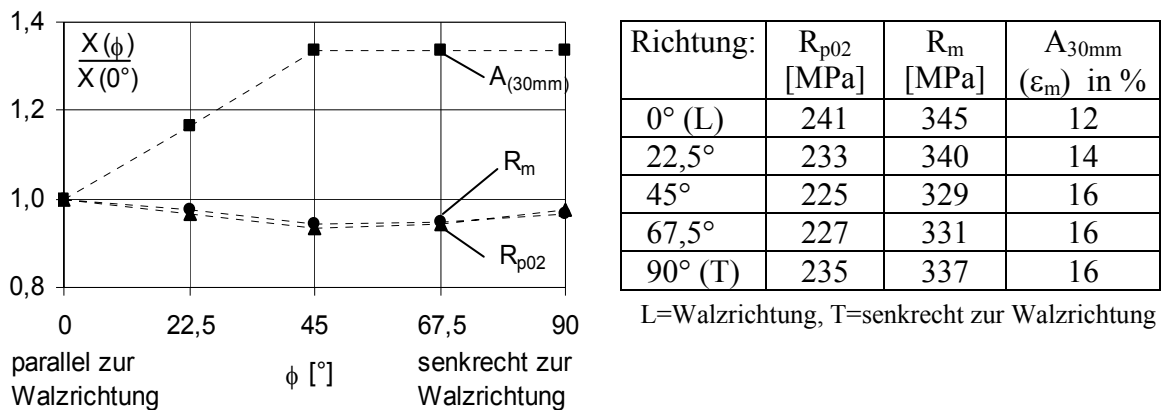 1,4
X(ϕ)
X(0°)
1,2
1,0
0,8
A(30mm)
Rm
Rp02
0 22,5 45 67,5 90
parallel zur
Walzrichtung
ϕ [°]
senkrecht zur
Walzrichtung
Richtung: Rp02 [MPa] Rm [MPa] A30mm (εm) in %
0° (L) 241 345 12
22,5° 233 340 14
45° 225 329 16
67,5° 227 331 16
90° (T) 235 337 16
L=Walzrichtung, T=senkrecht zur Walzrichtung